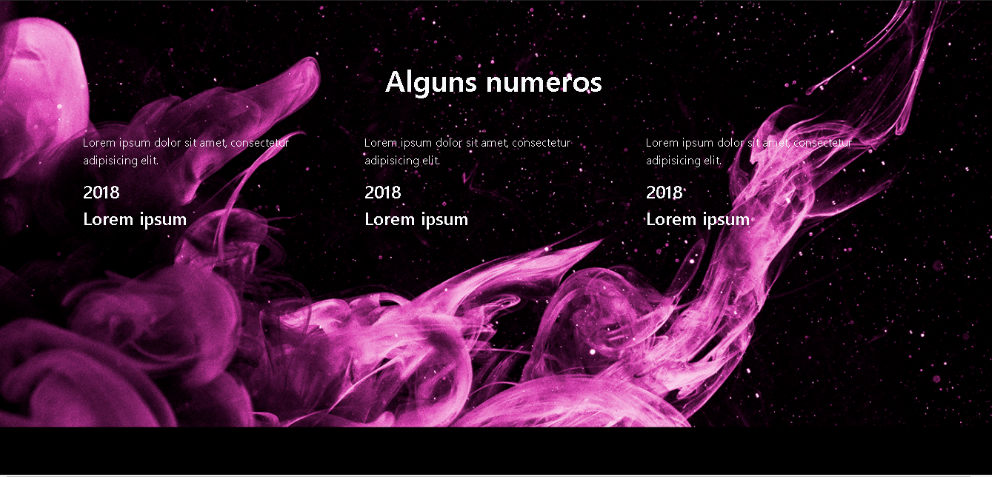 Alguns numeros
Lorem ipsum dolor sit amet, consectetur
adipisicing elit.
2018
Lorem ipsum
Lorem ipsum dolor sit amet, consectetur
adipisicing elit.
2018
Lorem ipsum
Lorem ipsum dolor sit amet, consectetur
adipisicing elit.
2018
Lorem ipsum